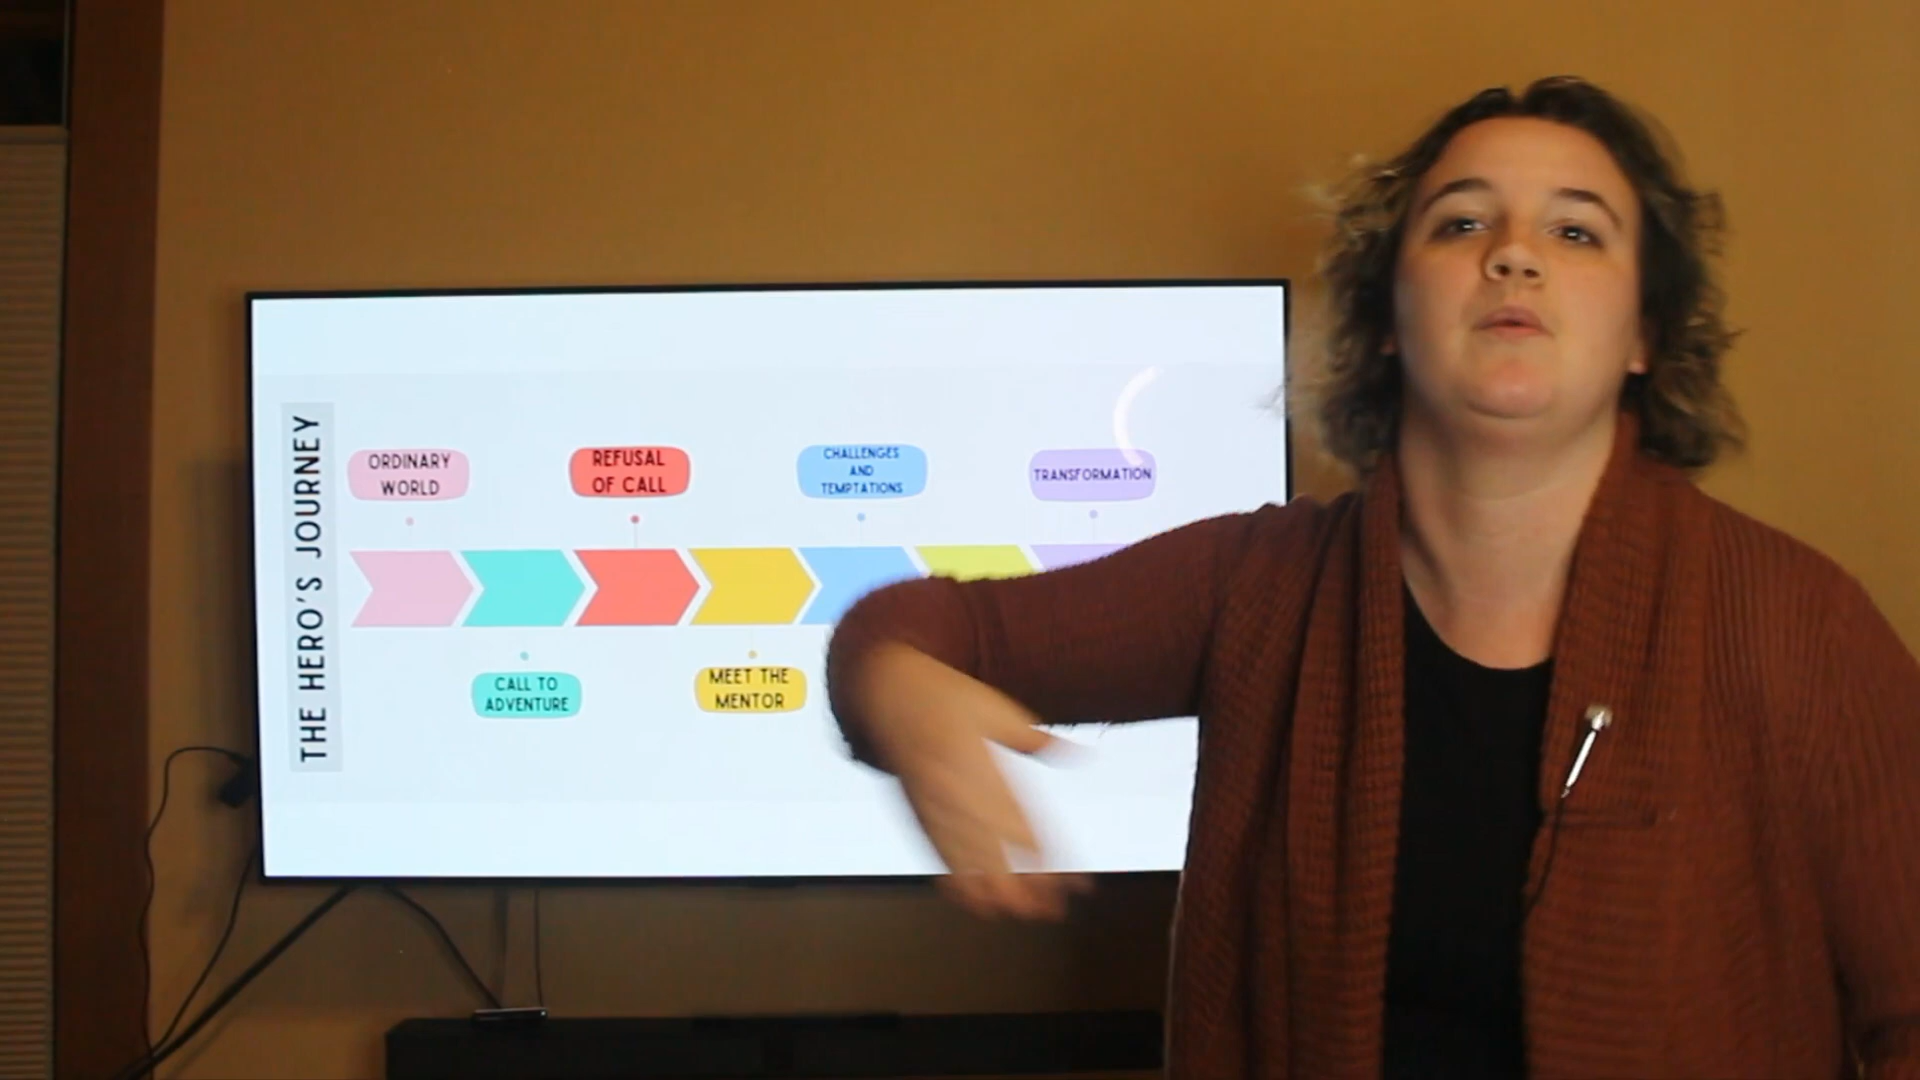 THE HERO'S JOURNEY
ORDINARY
WORLD
CALL TO
ADVENTURE
REFUSAL
OF CALL
MEET THE
MENTOR
CHALLENGES
AND
TEMPTATIONS
TRANSFORMATION